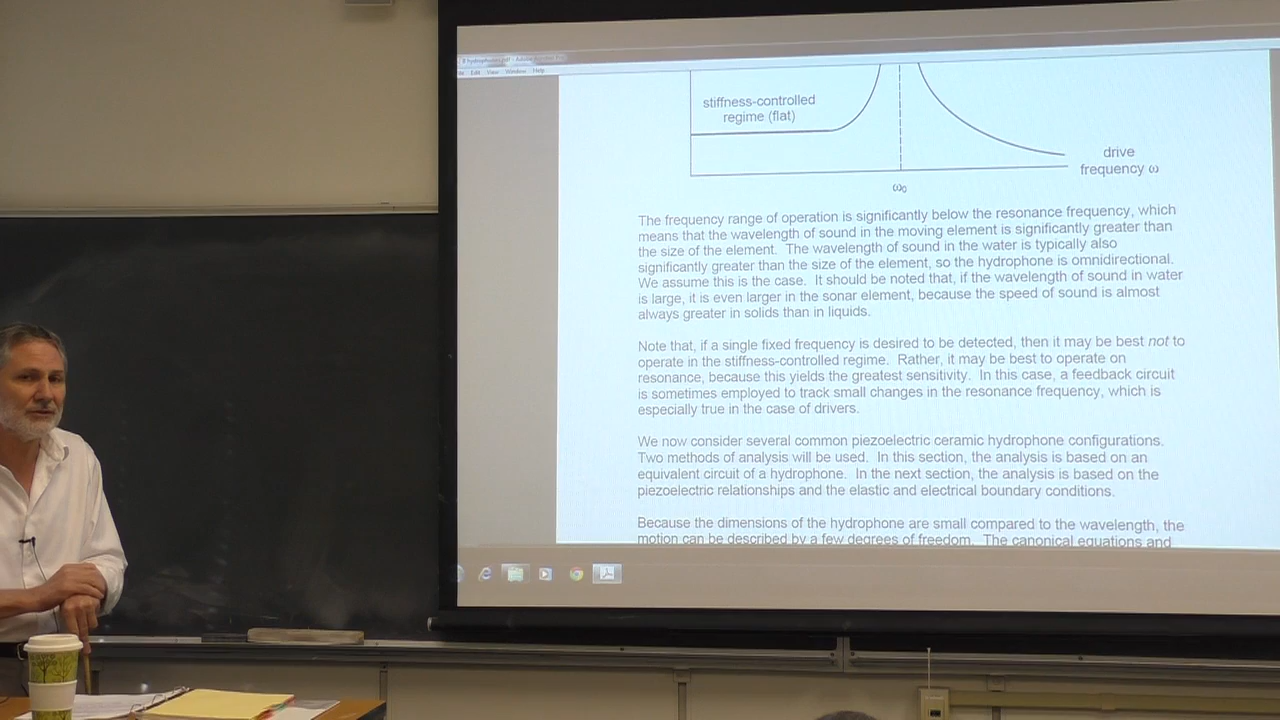 8 hydrophones.pdf - Adobe Acrobat Pro
Edit View Window Help
stiffness-controlled
regime (flat)
drive
frequency ω
ω₀
The frequency range of operation is significantly below the resonance frequency, which
means that the wavelength of sound in the moving element is significantly greater than
the size of the element. The wavelength of sound in the water is typically also
significantly greater than the size of the element, so the hydrophone is omnidirectional.
We assume this is the case. It should be noted that, if the wavelength of sound in water
is large, it is even larger in the sonar element, because the speed of sound is almost
always greater in solids than in liquids.
Note that, if a single fixed frequency is desired to be detected, then it may be best not to
operate in the stiffness-controlled regime. Rather, it may be best to operate on
resonance, because this yields the greatest sensitivity. In this case, a feedback circuit
is sometimes employed to track small changes in the resonance frequency, which is
especially true in the case of drivers.
We now consider several common piezoelectric ceramic hydrophone configurations.
Two methods of analysis will be used. In this section, the analysis is based on an
equivalent circuit of a hydrophone. In the next section, the analysis is based on the
piezoelectric relationships and the elastic and electrical boundary conditions.
Because the dimensions of the hydrophone are small compared to the wavelength, the
motion can be described by a few degrees of freedom. The canonical equations and